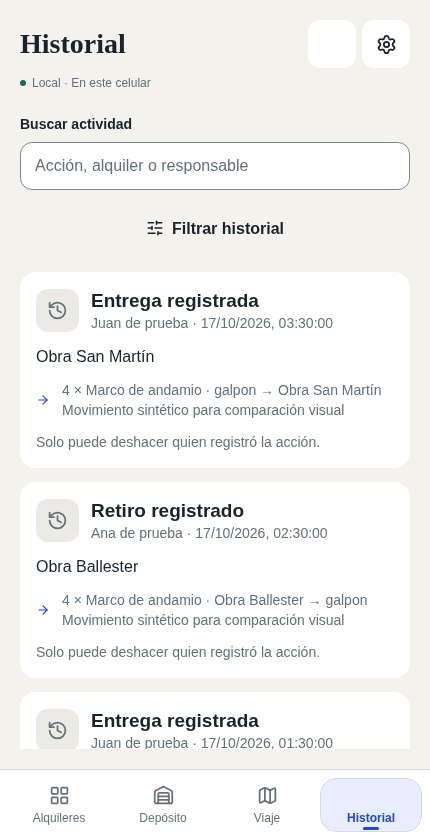 Historial
Local · En este celular
Buscar actividad
Acción, alquiler o responsable
Filtrar historial
Entrega registrada
Juan de prueba · 17/10/2026, 03:30:00
Obra San Martín
4 × Marco de andamio · galpon → Obra San Martín
Movimiento sintético para comparación visual
Solo puede deshacer quien registró la acción.
Retiro registrado
Ana de prueba · 17/10/2026, 02:30:00
Obra Ballester
4 × Marco de andamio · Obra Ballester → galpon
Movimiento sintético para comparación visual
Solo puede deshacer quien registró la acción.
Entrega registrada
Juan de prueba · 17/10/2026, 01:30:00
Alquileres
Depósito
Viaje
Historial